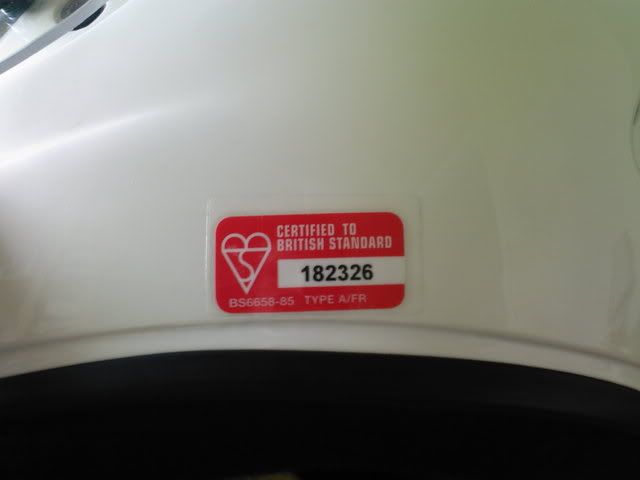 CERTIFIED TO
BRITISH STANDARD
182326
BS6658-85 TYPE A/FR